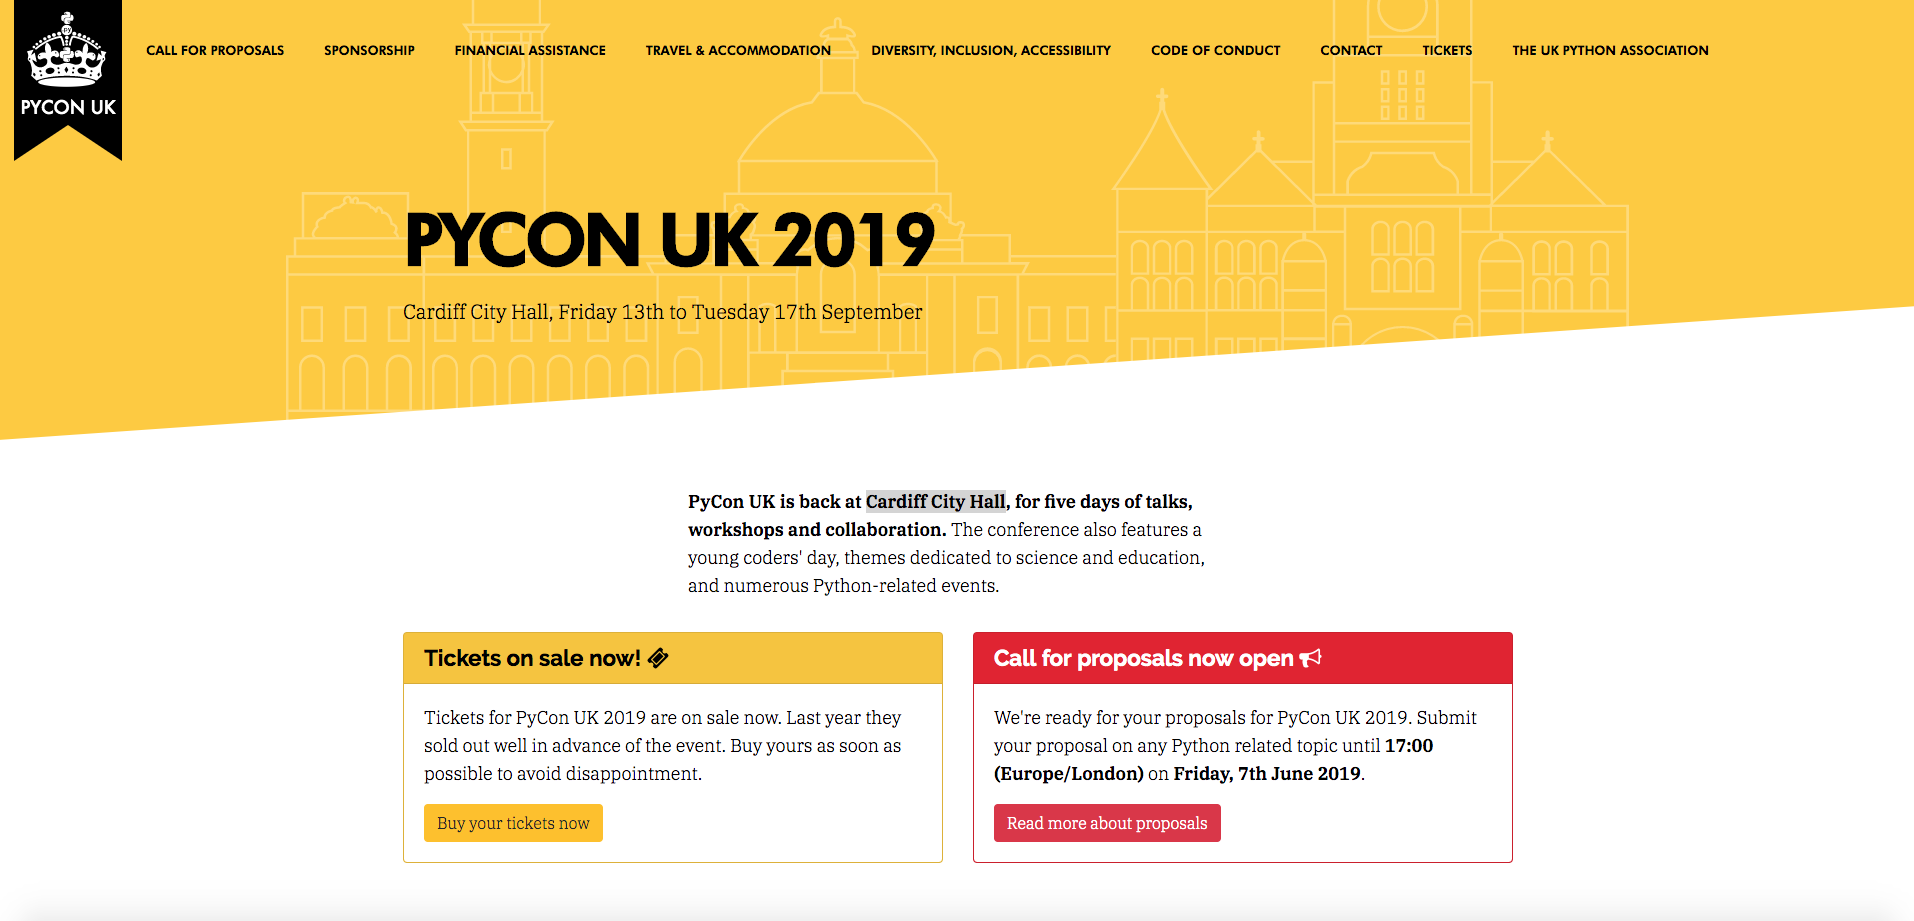 PYCON UK
CALL FOR PROPOSALS
SPONSORSHIP
FINANCIAL ASSISTANCE
TRAVEL & ACCOMMODATION
DIVERSITY, INCLUSION, ACCESSIBILITY
CODE OF CONDUCT
CONTACT
TICKETS
THE UK PYTHON ASSOCIATION
PYCON UK 2019
Cardiff City Hall, Friday 13th to Tuesday 17th September
PyCon UK is back at Cardiff City Hall, for five days of talks,
workshops and collaboration. The conference also features a
young coders' day, themes dedicated to science and education,
and numerous Python-related events.
Tickets on sale now!
Tickets for PyCon UK 2019 are on sale now. Last year they
sold out well in advance of the event. Buy yours as soon as
possible to avoid disappointment.
Buy your tickets now
Call for proposals now open
We're ready for your proposals for PyCon UK 2019. Submit
your proposal on any Python related topic until 17:00
(Europe/London) on Friday, 7th June 2019.
Read more about proposals